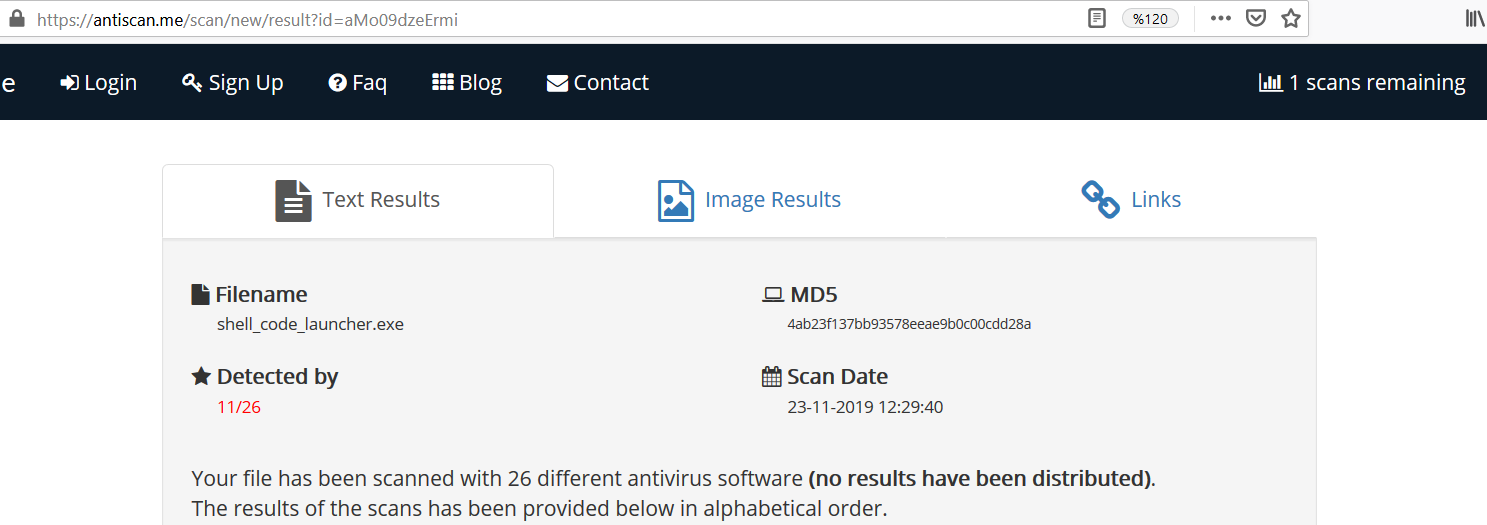 https://antiscan.me/scan/new/result?id=aMo09dzeErmi %120
e Login Sign Up Faq Blog Contact 1 scans remaining
Text Results Image Results Links
Filename MD5
shell_code_launcher.exe 4ab23f137bb93578eeae9b0c00cdd28a
Detected by Scan Date
11/26 23-11-2019 12:29:40
Your file has been scanned with 26 different antivirus software (no results have been distributed).
The results of the scans has been provided below in alphabetical order.